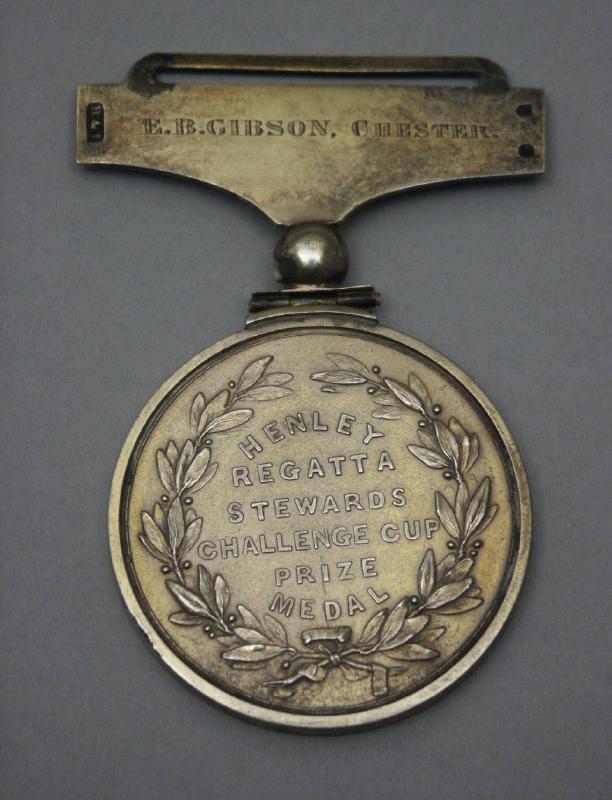 E.B.GIBSON, CHESTER.
HENLEY
REGATTA
STEWARDS
CHALLENGE CUP
PRIZE
MEDAL